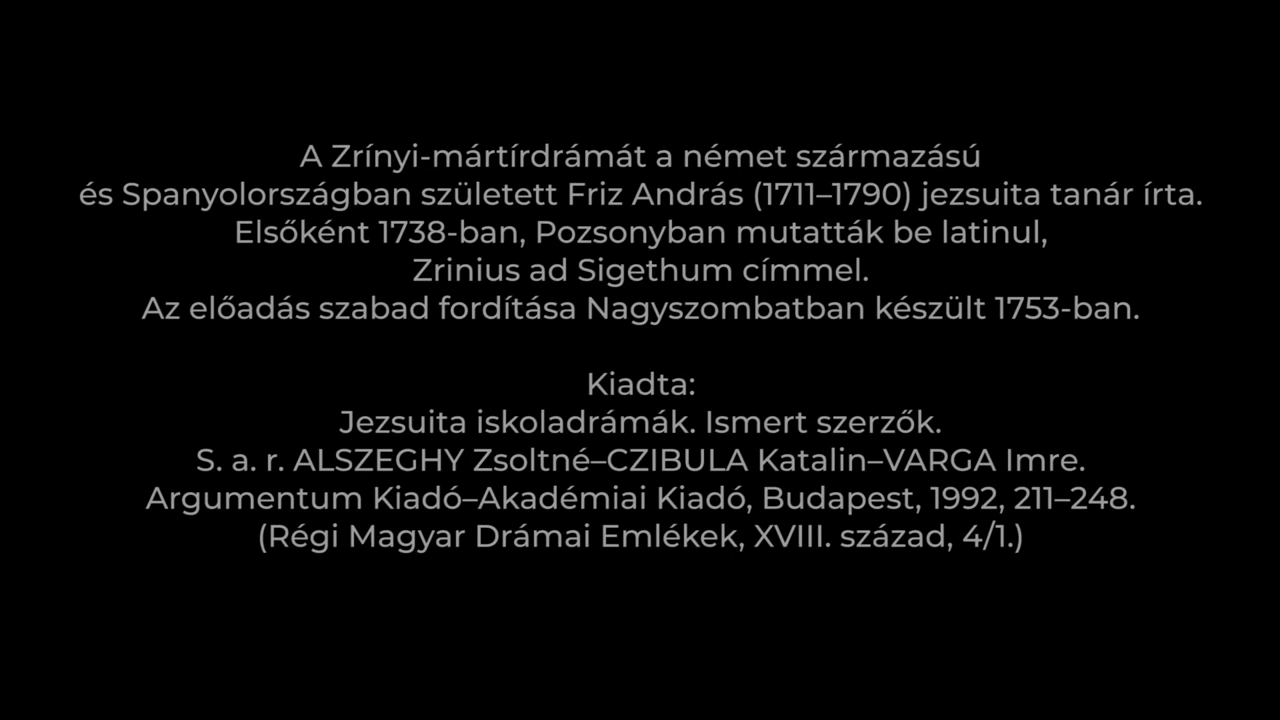 A Zrínyi-mártírdrámát a német származású
és Spanyolországban született Friz András (1711–1790) jezsuita tanár írta.
Elsőként 1738-ban, Pozsonyban mutatták be latinul,
Zrinius ad Sigethum címmel.
Az előadás szabad fordítása Nagyszombatban készült 1753-ban.
Kiadta:
Jezsuita iskoladrámák. Ismert szerzők.
S. a. r. ALSZEGHY Zsoltné–CZIBULA Katalin–VARGA Imre.
Argumentum Kiadó–Akadémiai Kiadó, Budapest, 1992, 211–248.
(Régi Magyar Drámai Emlékek, XVIII. század, 4/1.)